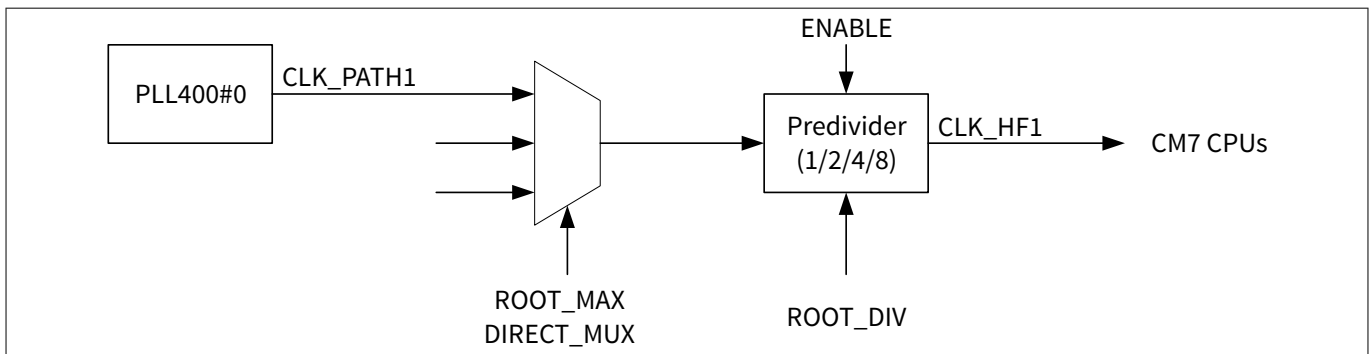 ENABLE
PLL400#0
CLK_PATH1
Predivider
(1/2/4/8)
CLK_HF1
CM7 CPUs
ROOT_MAX
DIRECT_MUX
ROOT_DIV